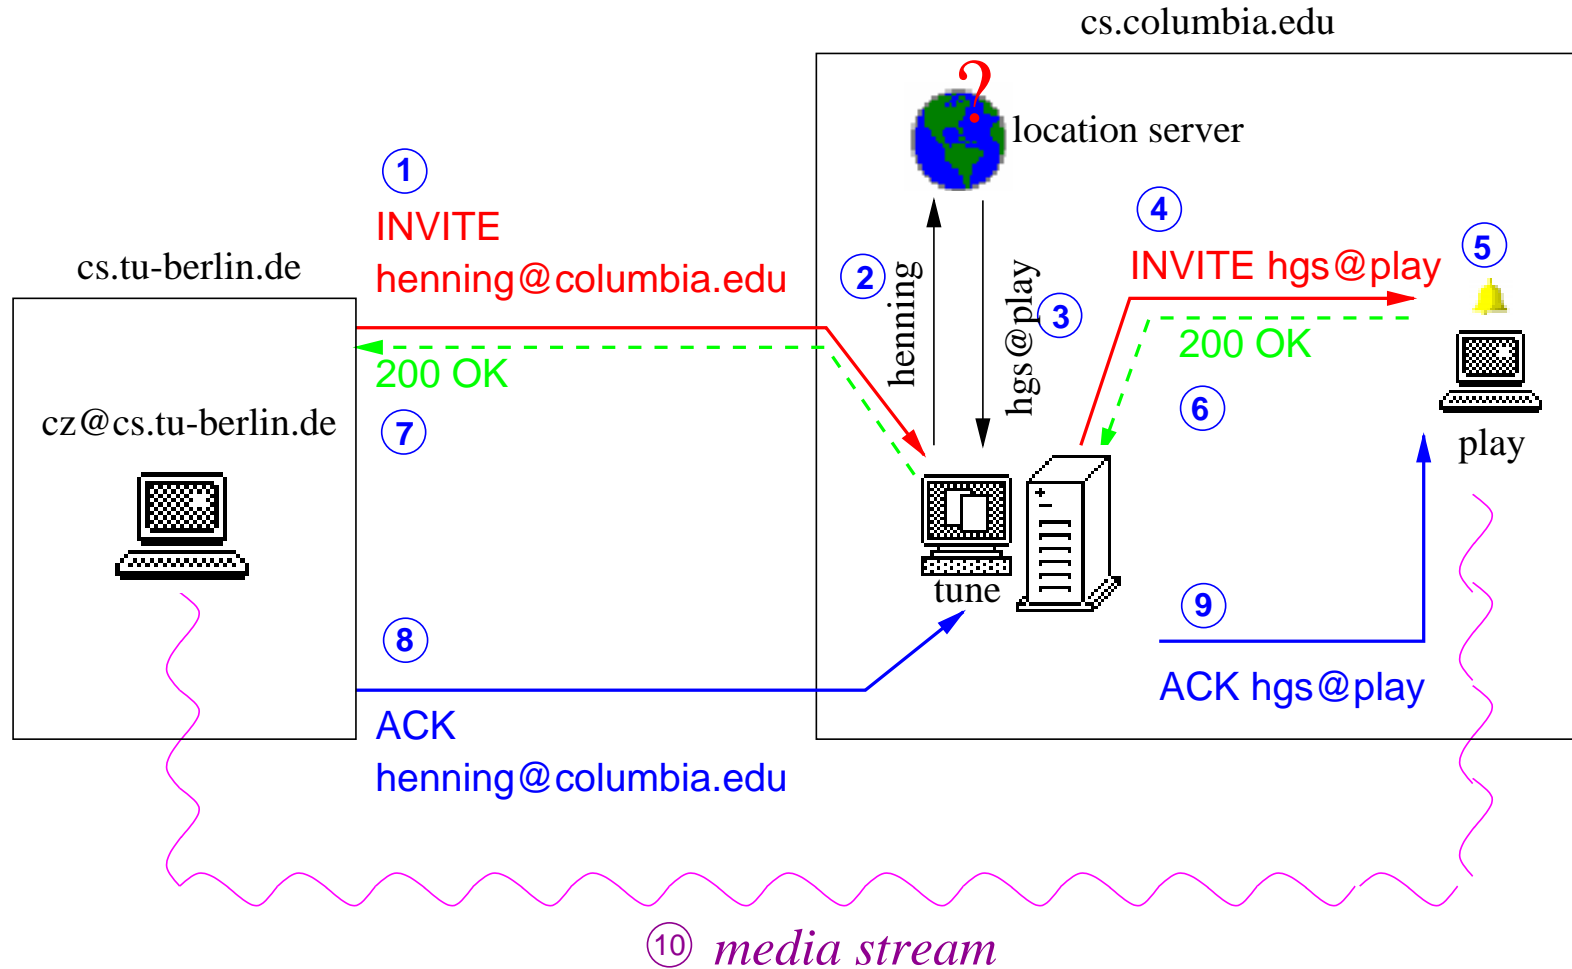 cs.columbia.edu
?
location server
1
INVITE
henning@columbia.edu
cs.tu-berlin.de
2
henning
hgs@play
3
4
INVITE hgs@play
5
200 OK
200 OK
6
cz@cs.tu-berlin.de
7
play
tune
8
9
ACK hgs@play
ACK
henning@columbia.edu
10 media stream